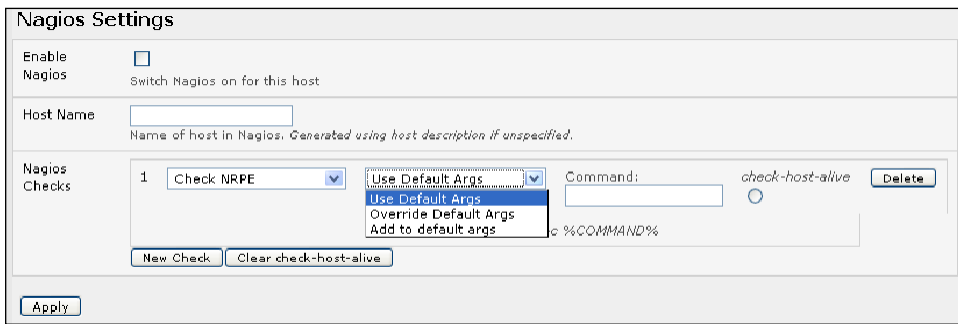 Nagios Settings
Enable
Nagios
Switch Nagios on for this host
Host Name
Name of host in Nagios. Generated using host description if unspecified.
Nagios
Checks
1 Check NRPE Use Default Args Command: check-host-alive Delete
Use Default Args
Override Default Args
Add to default args
%COMMAND%
New Check Clear check-host-alive
Apply